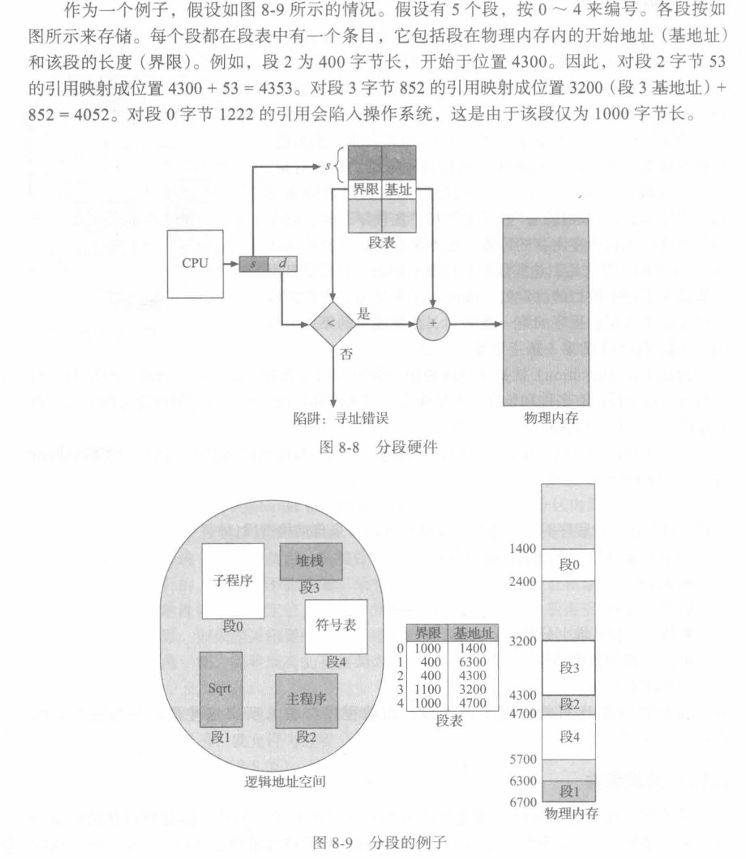 作为一个例子，假设如图 8-9 所示的情况。假设有 5 个段，按 0 ～ 4 来编号。各段按如
图所示来存储。每个段都在段表中有一个条目，它包括段在物理内存内的开始地址（基地址）
和该段的长度（界限）。例如，段 2 为 400 字节长，开始于位置 4300。因此，对段 2 字节 53
的引用映射成位置 4300 + 53 = 4353。对段 3 字节 852 的引用映射成位置 3200（段 3 基地址）+
852 = 4052。对段 0 字节 1222 的引用会陷入操作系统，这是由于该段仅为 1000 字节长。
s
界限 基址
段表
CPU
s d
<
是
+
否
陷阱：寻址错误
物理内存
图 8-8 分段硬件
子程序
段0
堆栈
段3
符号表
段4
Sqrt
段1
主程序
段2
逻辑地址空间
界限 基地址
0 1000 1400
1 400 6300
2 400 4300
3 1100 3200
4 1000 4700
段表
1400
段0
2400
3200
段3
4300
段2
4700
段4
5700
6300
段1
6700
物理内存
图 8-9 分段的例子